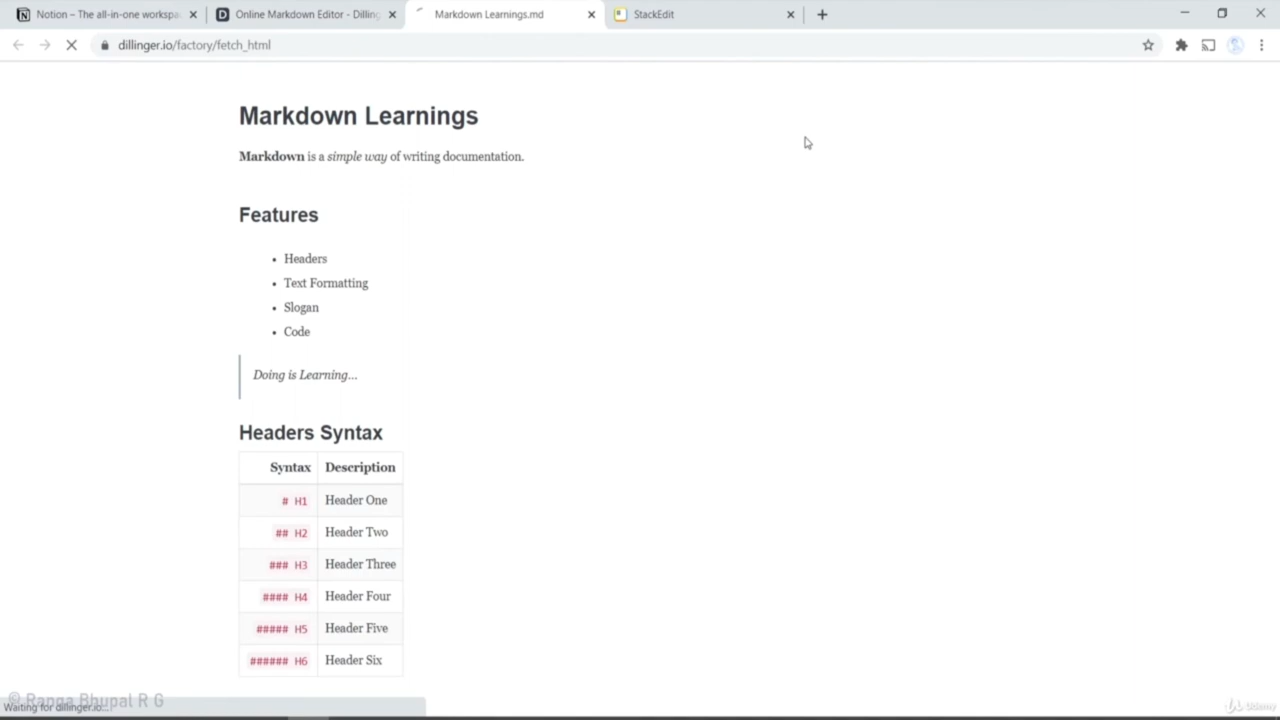 Notion – The all-in-one workspa
Online Markdown Editor - Dilling
Markdown Learnings.md
StackEdit
dillinger.io/factory/fetch_html
Markdown Learnings
Markdown is a simple way of writing documentation.
Features
• Headers
• Text Formatting
• Slogan
• Code
Doing is Learning...
Headers Syntax
Syntax Description
# H1 Header One
## H2 Header Two
### H3 Header Three
#### H4 Header Four
##### H5 Header Five
###### H6 Header Six
© Ranga Bhupal R G
Waiting for dillinger.io...
Udemy